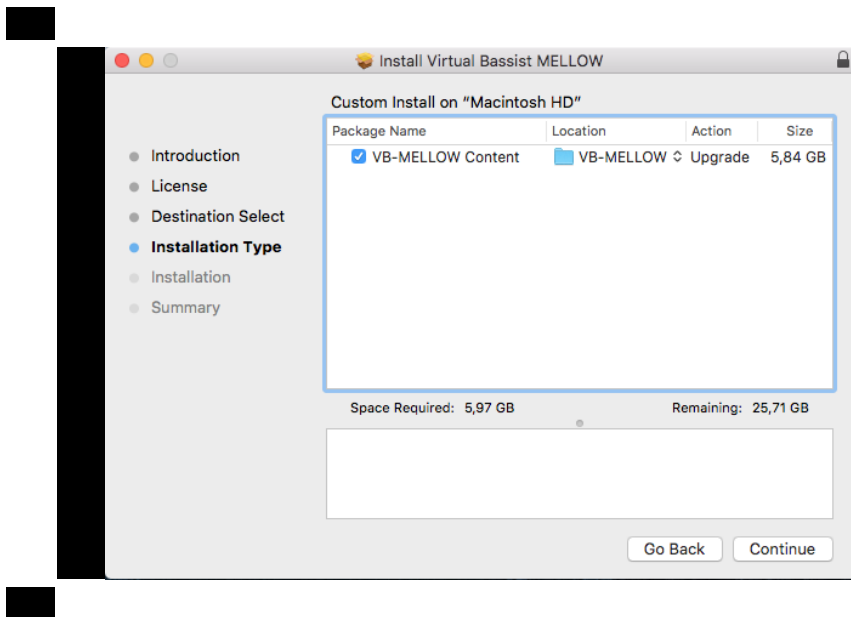 Install Virtual Bassist MELLOW
Custom Install on “Macintosh HD”
Introduction
License
Destination Select
Installation Type
Installation
Summary
Package Name Location Action Size
VB-MELLOW Content VB-MELLOW Upgrade 5,84 GB
Space Required: 5,97 GB Remaining: 25,71 GB
Go Back Continue